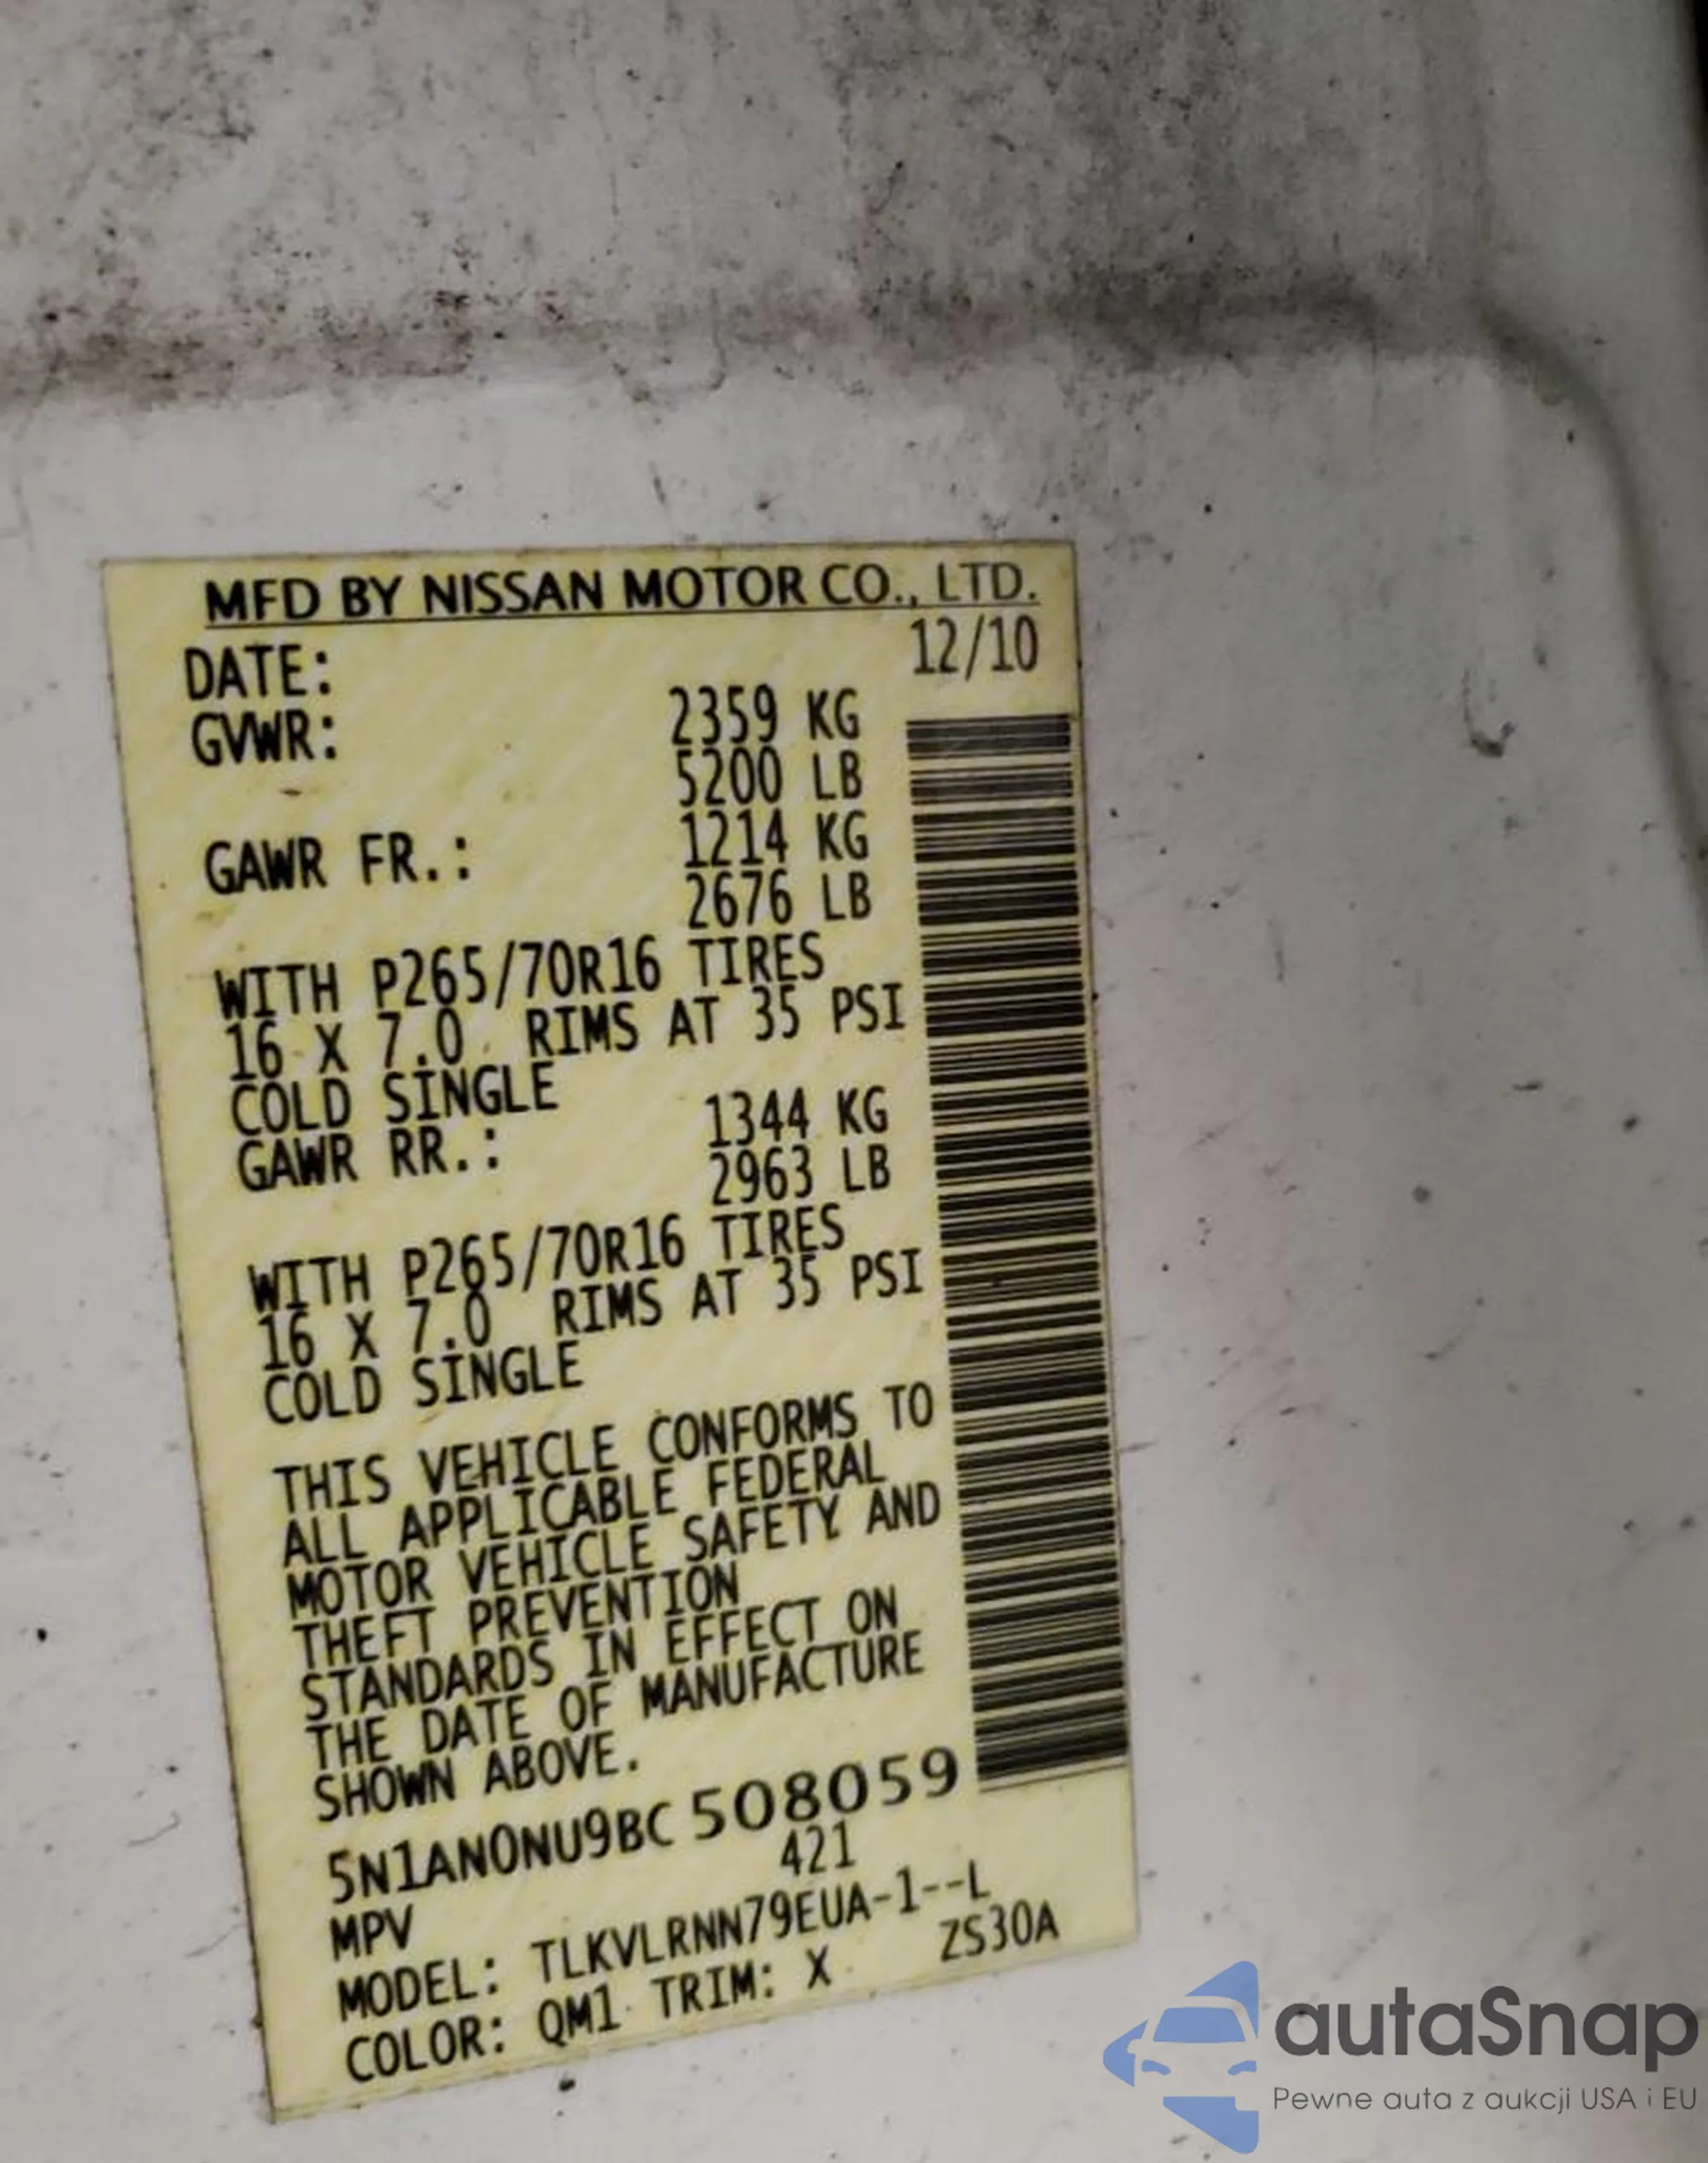 MFD BY NISSAN MOTOR CO., LTD.
DATE: 12/10
GVWR: 2359 KG
5200 LB
GAWR FR.: 1214 KG
2676 LB
WITH P265/70R16 TIRES
16 X 7.0 RIMS AT 35 PSI
COLD SINGLE
GAWR RR.: 1344 KG
2963 LB
WITH P265/70R16 TIRES
16 X 7.0 RIMS AT 35 PSI
COLD SINGLE
THIS VEHICLE CONFORMS TO
ALL APPLICABLE FEDERAL
MOTOR VEHICLE SAFETY AND
THEFT PREVENTION
STANDARDS IN EFFECT ON
THE DATE OF MANUFACTURE
SHOWN ABOVE.
5N1AN0NU9BC508059
MPV 421
MODEL: TLKVLRNN79EUA-1--L
COLOR: QM1 TRIM: X ZS30A
autaSnap
Pewne auta z aukcji USA i EU